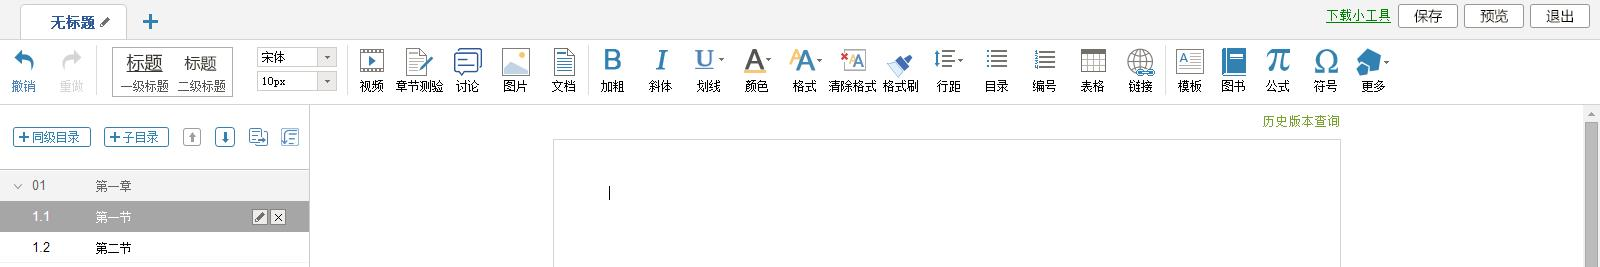 无标题
下载小工具 保存 预览 退出
撤销 重做 标题 一级标题 标题 二级标题 宋体 10px 视频 章节测验 讨论 图片 文档 B 加粗 I 斜体 U 划线 A 颜色 AA 格式 A 清除格式 格式刷 行距 目录 编号 表格 链接 A 模板 图书 π 公式 Ω 符号 更多
历史版本查询
+同级目录 +子目录
01 第一章
1.1 第一节
1.2 第二节